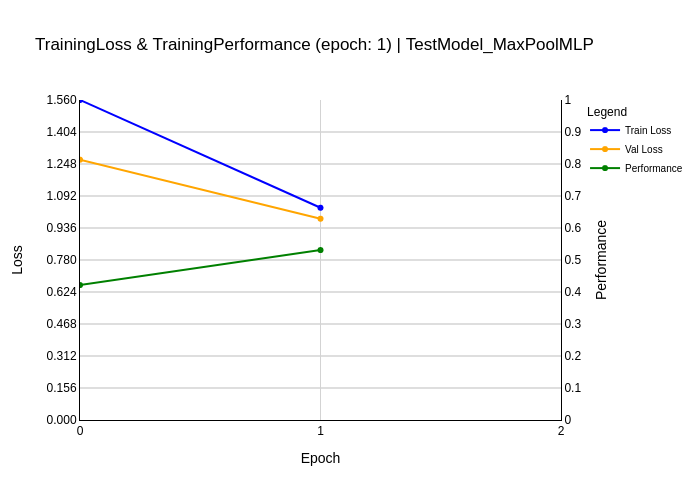 TrainingLoss & TrainingPerformance (epoch: 1) | TestModel_MaxPoolMLP
Legend
Train Loss
Val Loss
Performance
1.560
1.404
1.248
1.092
0.936
0.780
0.624
0.468
0.312
0.156
0.000
Loss
1
0.9
0.8
0.7
0.6
0.5
0.4
0.3
0.2
0.1
0
Performance
0 1 2
Epoch